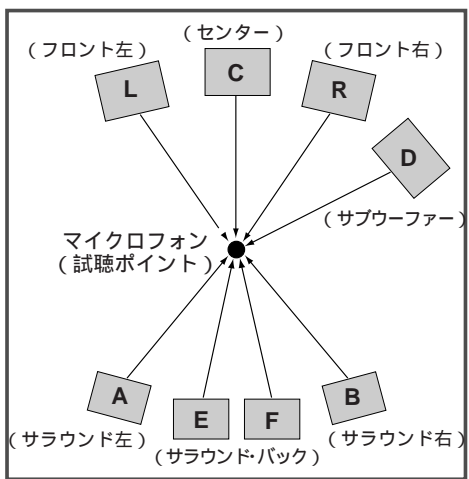 (センター)
(フロント左)
(フロント右)
C
L
R
D
(サブウーファー)
マイクロフォン
(試聴ポイント)
A
B
E
F
(サラウンド左)
(サラウンド右)
(サラウンド・バック)